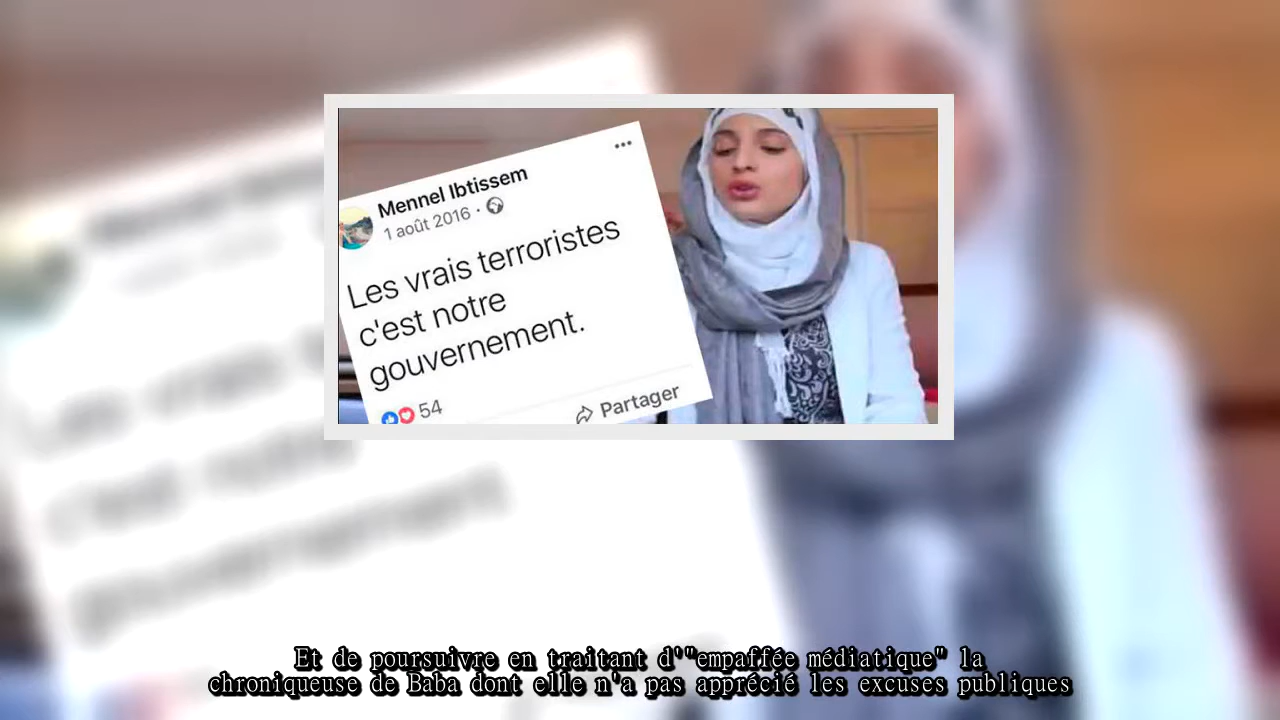 Mennel Ibtissem
1 août 2016 ·
Les vrais terroristes
c'est notre
gouvernement.
54
Partager
Et de poursuivre en traitant d'"empaffée médiatique" la
chroniqueuse de Baba dont elle n'a pas apprécié les excuses publiques